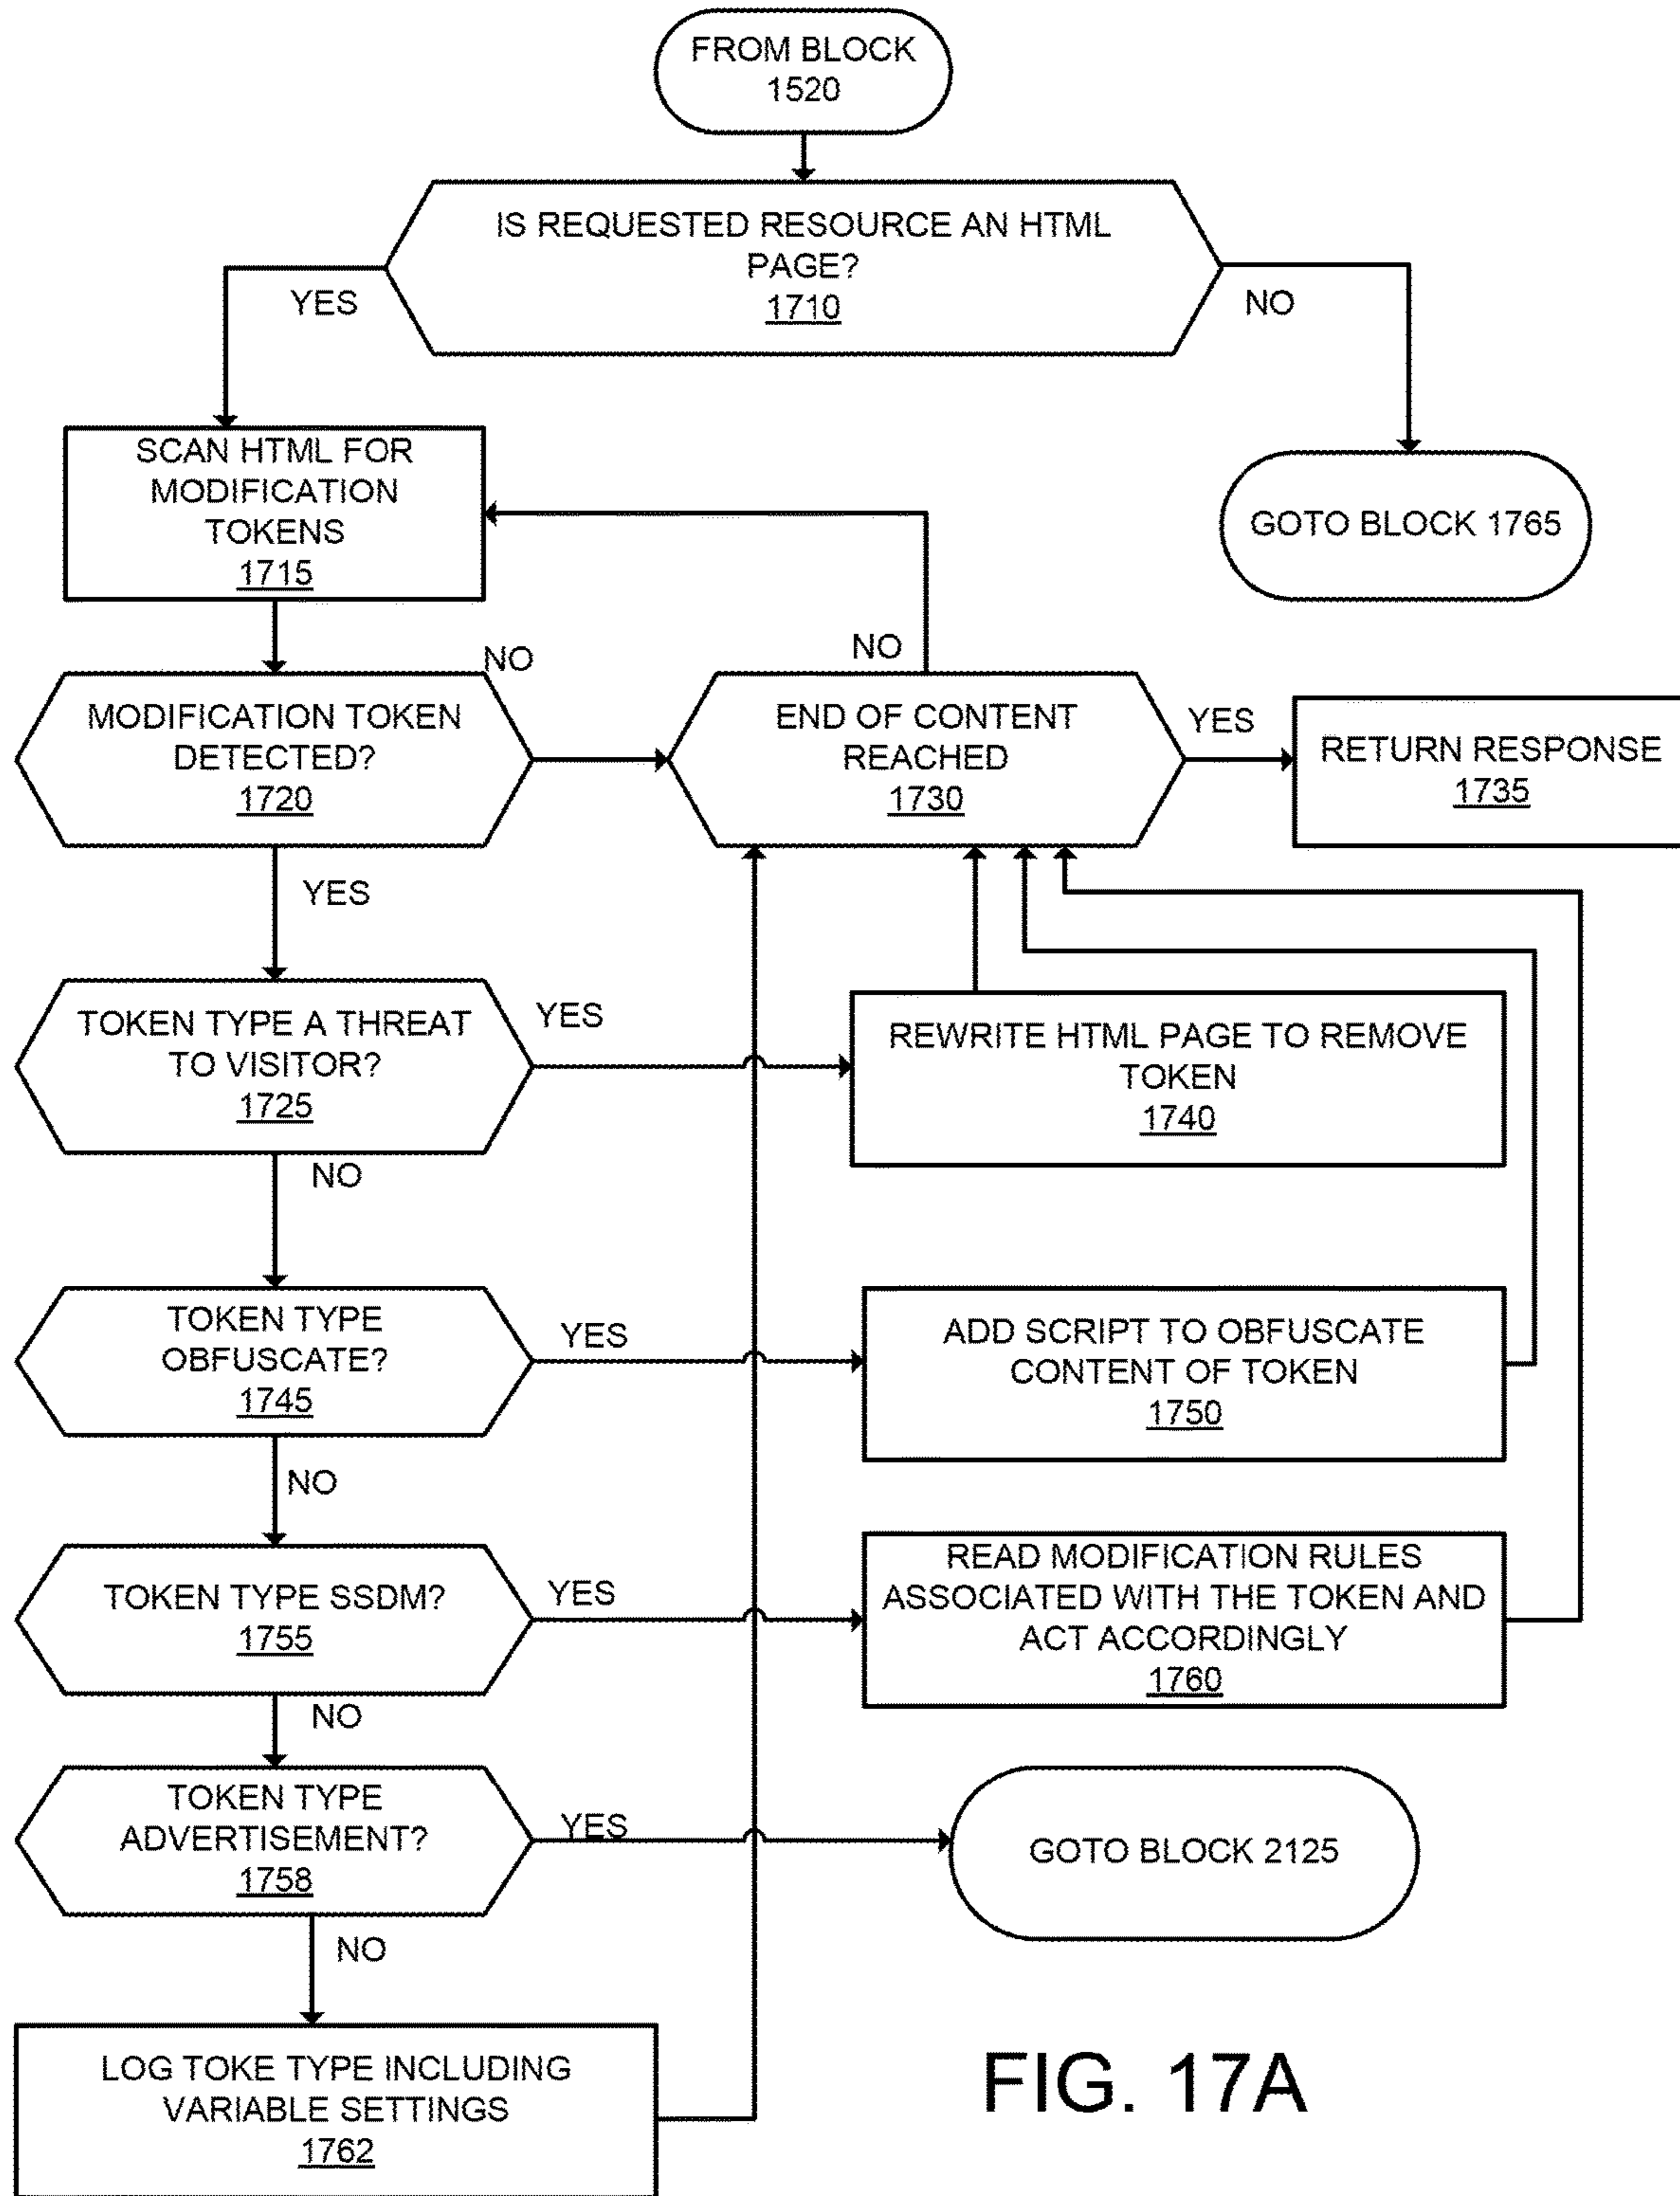 FROM BLOCK
1520
IS REQUESTED RESOURCE AN HTML
PAGE?
1710
YES
NO
SCAN HTML FOR
MODIFICATION
TOKENS
1715
GOTO BLOCK 1765
NO
NO
MODIFICATION TOKEN
DETECTED?
1720
END OF CONTENT
REACHED
1730
YES
RETURN RESPONSE
1735
YES
TOKEN TYPE A THREAT
TO VISITOR?
1725
YES
REWRITE HTML PAGE TO REMOVE
TOKEN
1740
NO
TOKEN TYPE
OBFUSCATE?
1745
YES
ADD SCRIPT TO OBFUSCATE
CONTENT OF TOKEN
1750
NO
TOKEN TYPE SSDM?
1755
YES
READ MODIFICATION RULES
ASSOCIATED WITH THE TOKEN AND
ACT ACCORDINGLY
1760
NO
TOKEN TYPE
ADVERTISEMENT?
1758
YES
GOTO BLOCK 2125
NO
LOG TOKE TYPE INCLUDING
VARIABLE SETTINGS
1762
FIG. 17A